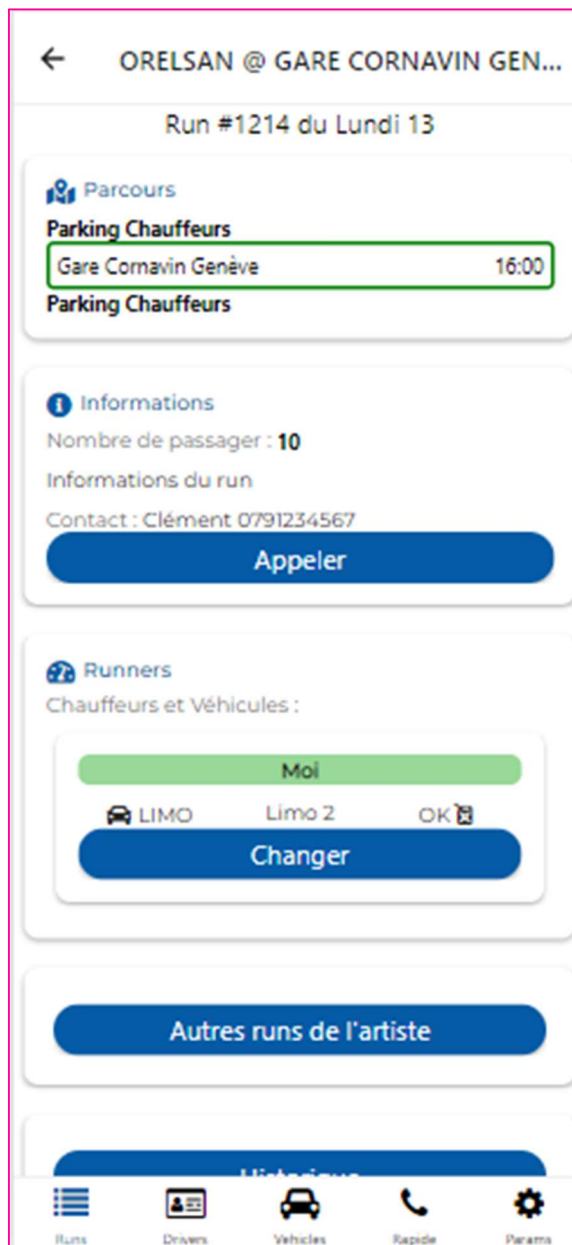 ORELSAN @ GARE CORNAVIN GEN...
Run #1214 du Lundi 13
Parcours
Parking Chauffeurs
Gare Cornavin Genève 16:00
Parking Chauffeurs
Informations
Nombre de passager : 10
Informations du run
Contact : Clément 0791234567
Appeler
Runners
Chauffeurs et Véhicules :
Moi
LIMO Limo 2 OK
Changer
Autres runs de l'artiste
Historique
Runs Drivers Vehicles Rapide Params